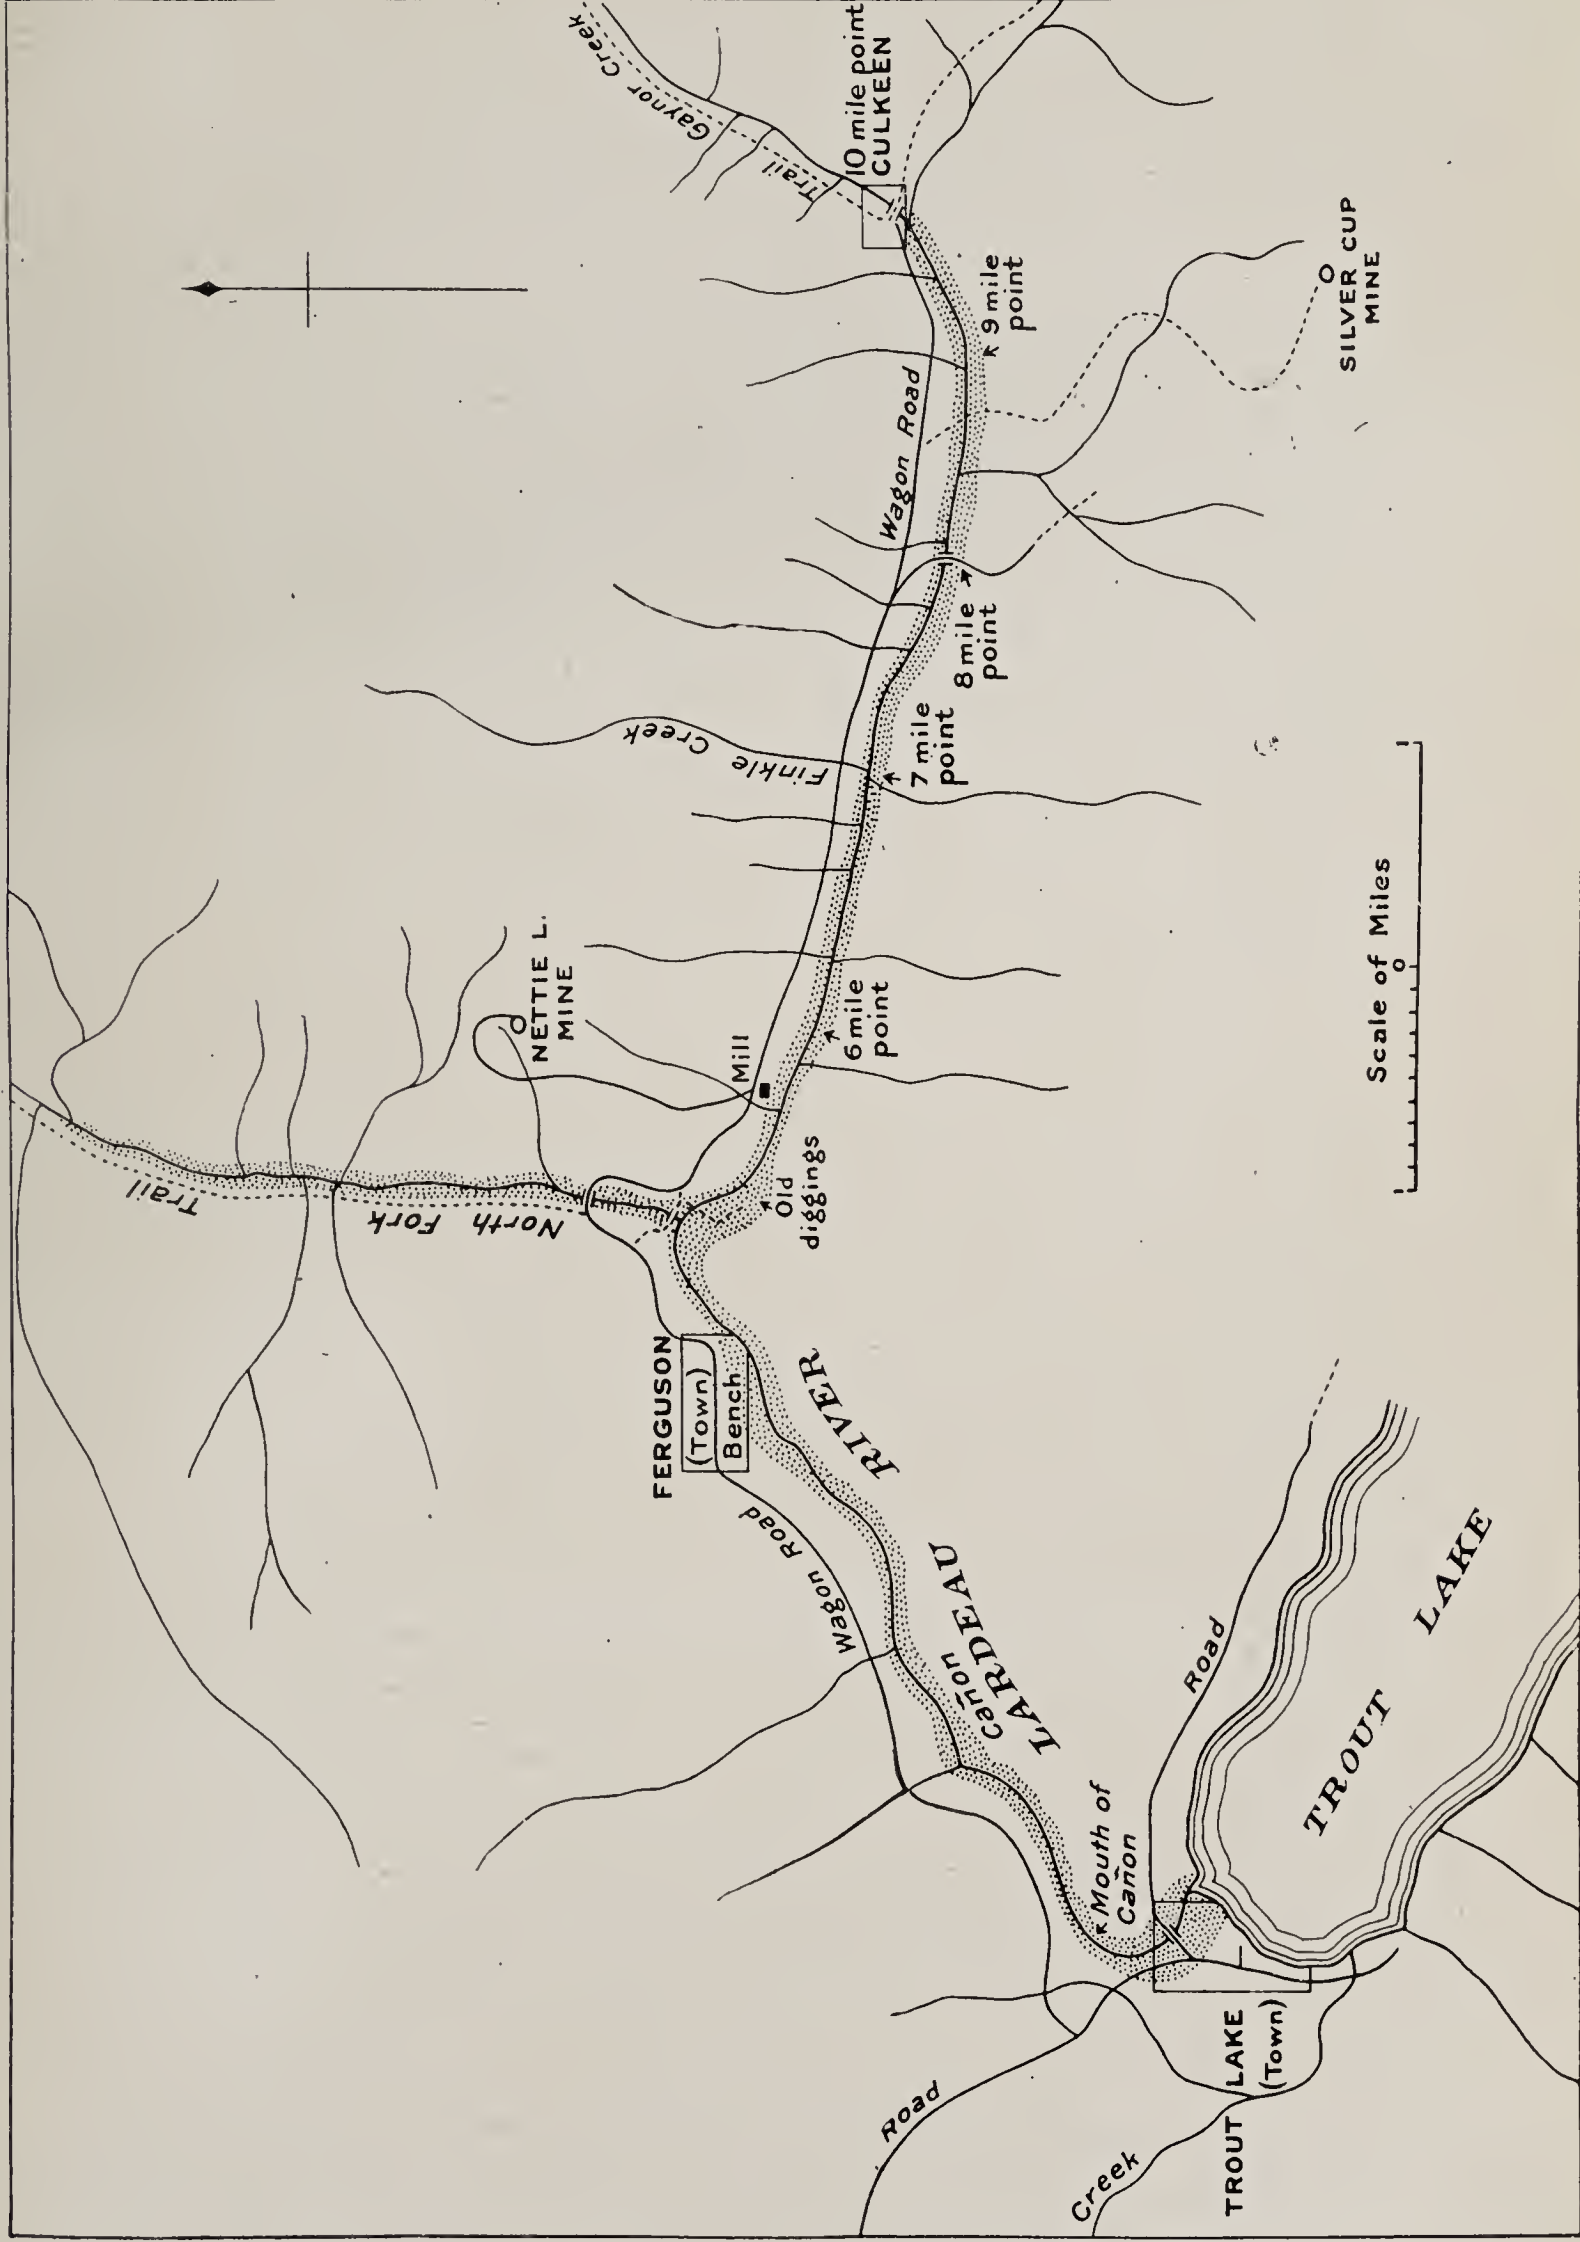 Gaynor Creek
Trail
10 mile point
CULKEEN
9 mile
point
SILVER CUP
MINE
Wagon Road
8 mile
point
7 mile
point
Finkle Creek
6 mile
point
NETTIE L.
MINE
Mill
Old
diggings
Trail
North Fork
FERGUSON
(Town)
Bench
Wagon Road
LARDEAU RIVER
Cañon
Mouth of
Cañon
Road
TROUT LAKE
TROUT LAKE
(Town)
Road
Creek
Scale of Miles
1 0 1